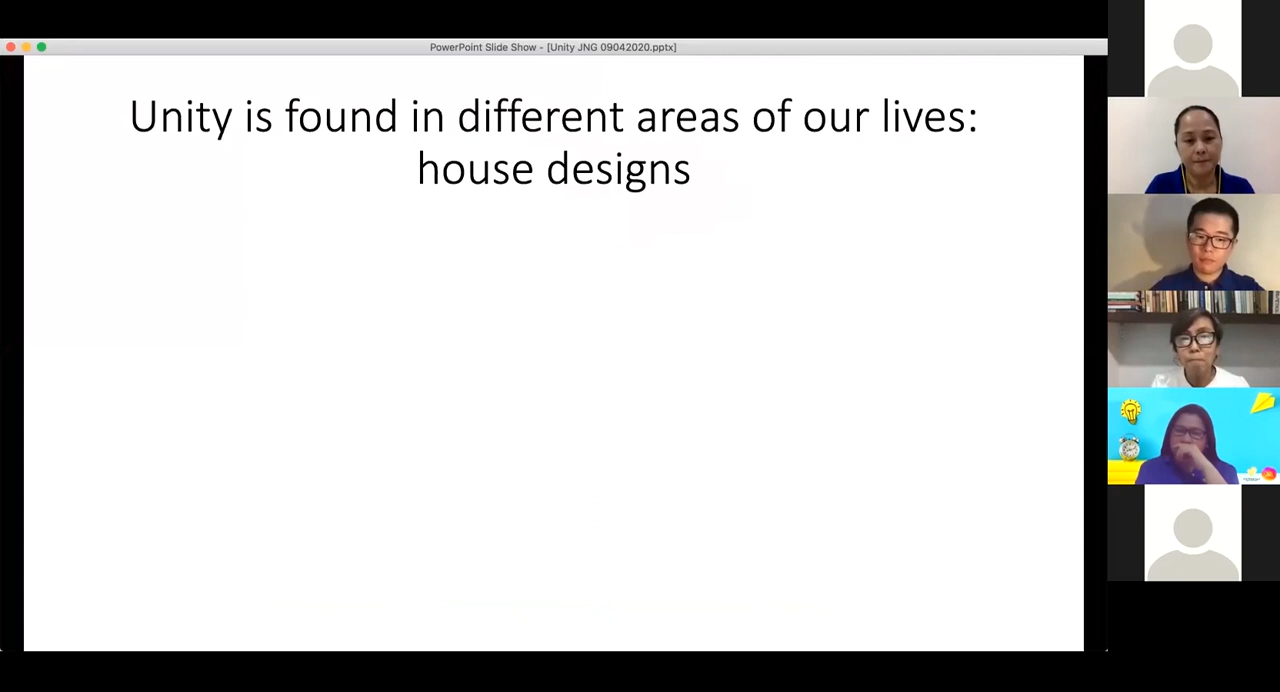 PowerPoint Slide Show - [Unity JNG 09042020.pptx]
Unity is found in different areas of our lives:
house designs